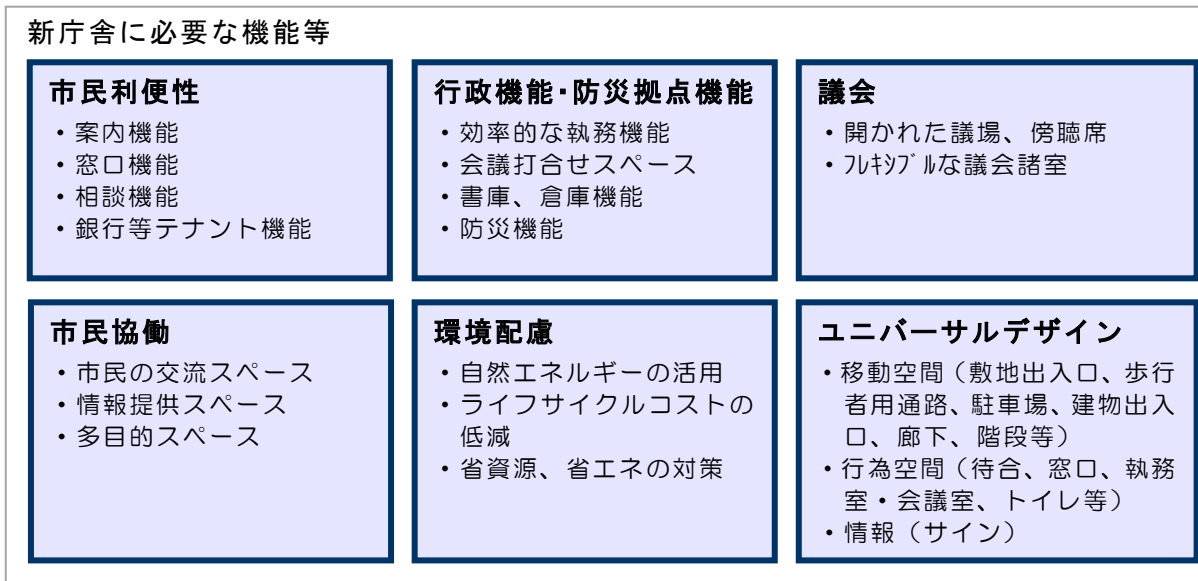 新庁舎に必要な機能等
市民利便性
・案内機能
・窓口機能
・相談機能
・銀行等テナント機能
行政機能・防災拠点機能
・効率的な執務機能
・会議打合せスペース
・書庫、倉庫機能
・防災機能
議会
・開かれた議場、傍聴席
・ﾌﾚｷｼﾌﾞﾙな議会諸室
市民協働
・市民の交流スペース
・情報提供スペース
・多目的スペース
環境配慮
・自然エネルギーの活用
・ライフサイクルコストの
低減
・省資源、省エネの対策
ユニバーサルデザイン
・移動空間（敷地出入口、歩行
者用通路、駐車場、建物出入
口、廊下、階段等）
・行為空間（待合、窓口、執務
室・会議室、トイレ等）
・情報（サイン）